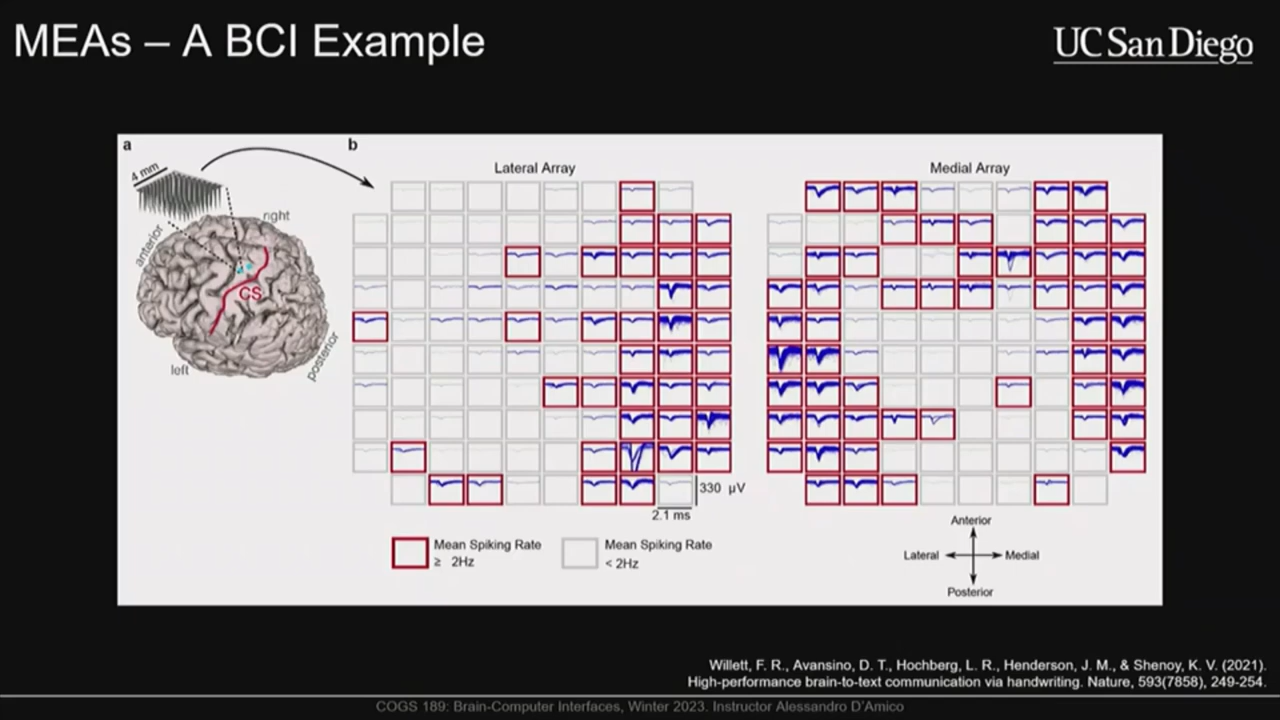 MEAs – A BCI Example
UC San Diego
a
b
4 mm
right
anterior
CS
left
posterior
Lateral Array
Medial Array
330 µV
2.1 ms
Mean Spiking Rate
≥ 2Hz
Mean Spiking Rate
< 2Hz
Anterior
Lateral
Medial
Posterior
Willett, F. R., Avansino, D. T., Hochberg, L. R., Henderson, J. M., & Shenoy, K. V. (2021).
High-performance brain-to-text communication via handwriting. Nature, 593(7858), 249-254.
COGS 189: Brain-Computer Interfaces, Winter 2023. Instructor Alessandro D'Amico